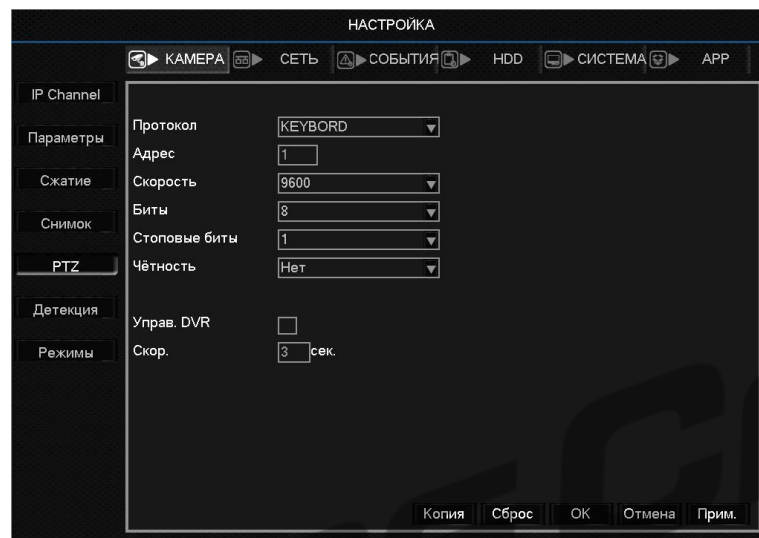 НАСТРОЙКА
КАМЕРА СЕТЬ СОБЫТИЯ HDD СИСТЕМА APP
IP Channel
Параметры
Сжатие
Снимок
PTZ
Детекция
Режимы
Протокол KEYBORD
Адрес 1
Скорость 9600
Биты 8
Стоповые биты 1
Чётность Нет
Управ. DVR
Скор. 3 сек.
Копия Сброс OK Отмена Прим.